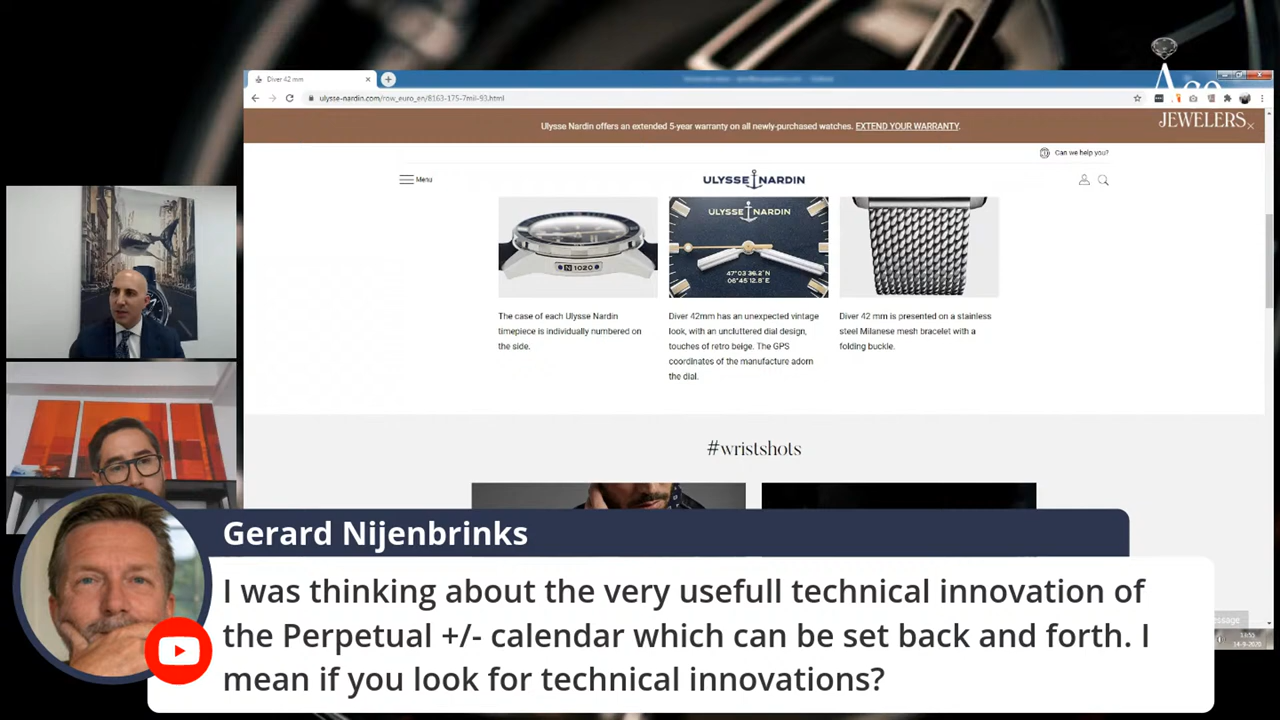 Diver 42 mm
ulysse-nardin.com/row_euro_en/8163-175-7mil-93.html
Ace
JEWELERS
Ulysse Nardin offers an extended 5-year warranty on all newly-purchased watches. EXTEND YOUR WARRANTY.
Can we help you?
Menu
ULYSSE NARDIN
N 1020
ULYSSE NARDIN
47°03 36.2"N
06°45 12.8"E
The case of each Ulysse Nardin
timepiece is individually numbered on
the side.
Diver 42mm has an unexpected vintage
look, with an uncluttered dial design,
touches of retro beige. The GPS
coordinates of the manufacture adorn
the dial.
Diver 42 mm is presented on a stainless
steel Milanese mesh bracelet with a
folding buckle.
#wristshots
Gerard Nijenbrinks
I was thinking about the very usefull technical innovation of
the Perpetual +/- calendar which can be set back and forth. I
mean if you look for technical innovations?